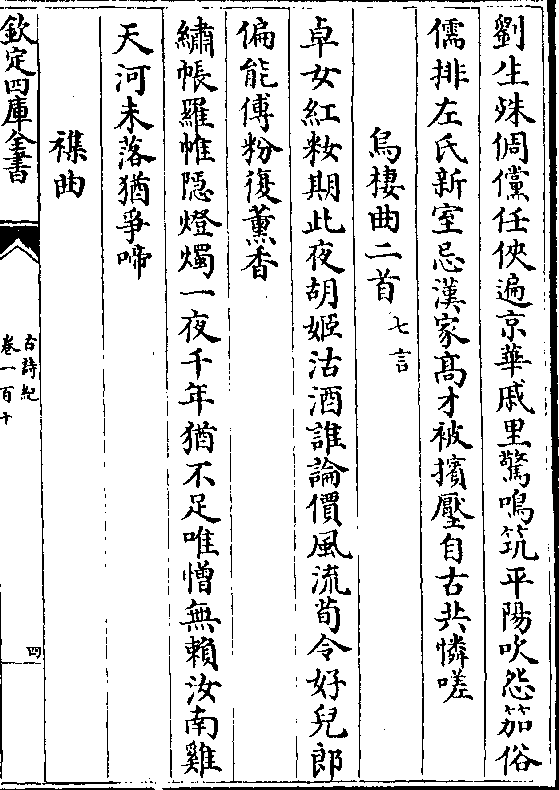 劉生殊倜儻任俠遍京華戚里驚鳴筑平陽吹怨笳俗
儒排左氏新室忌漢家髙才被擯壓自古共憐嗟
烏棲曲二首 七言
卓女紅粧期此夜胡姬沽酒誰論價風流荀令好兒郎
偏能傅粉復薫香
繡帳羅帷隱燈燭一夜千年猶不足唯憎無賴汝南雞
天河未落猶爭啼
襍曲
欽定四庫全書
古詩紀
卷一百十
四